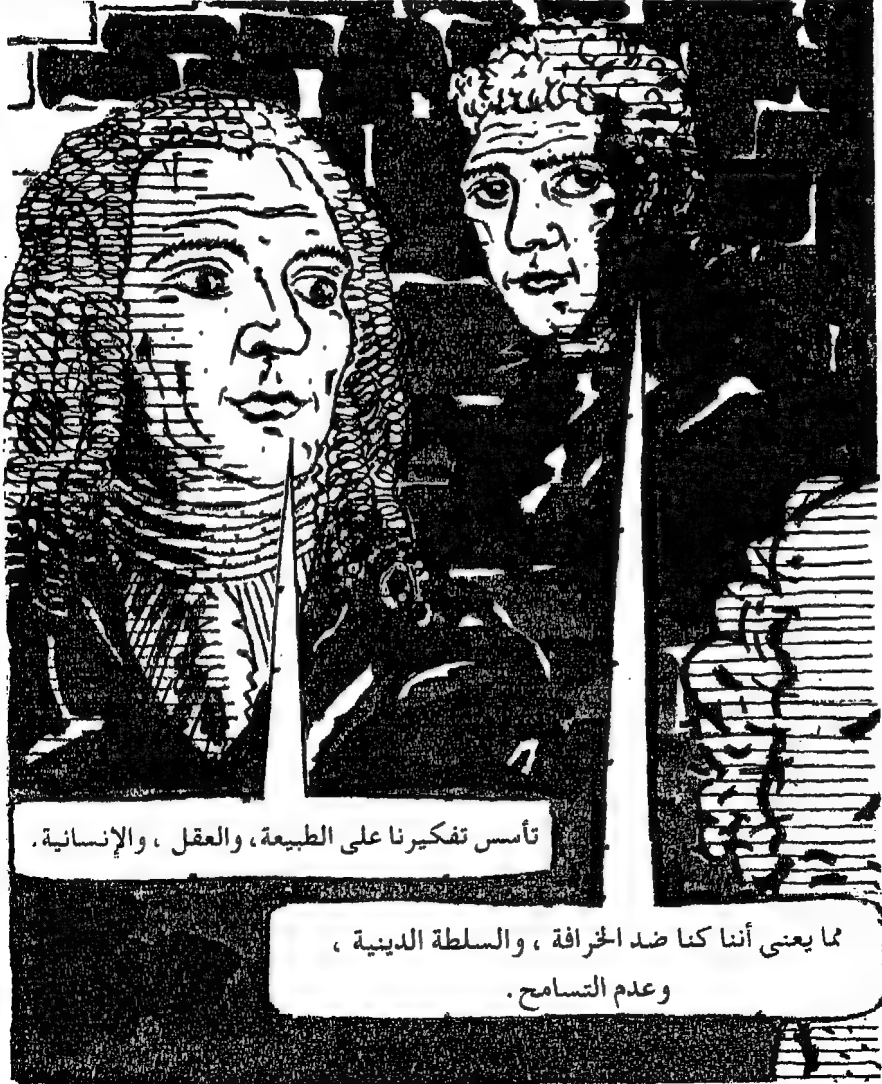 تأسس تفكيرنا على الطبيعة، والعقل ، والإنسانية.
مما يعنى أننا كنا ضد الخرافة ، والسلطة الدينية ،
وعدم التسامح.